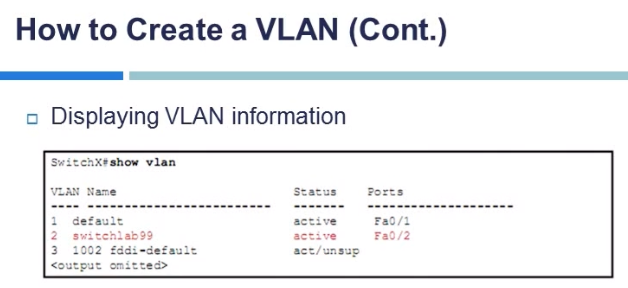 How to Create a VLAN (Cont.)
Displaying VLAN information
SwitchX#show vlan
VLAN Name Status Ports
---- -------------------------- ------- --------------------
1 default active Fa0/1
2 switchlab99 active Fa0/2
3 1002 fddi-default act/unsup
<output omitted>